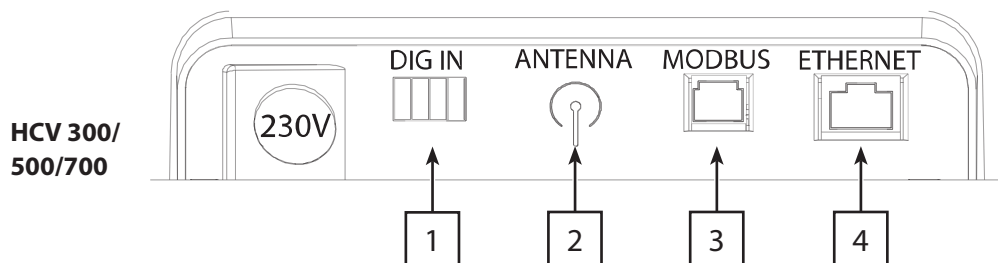 DIG IN ANTENNA MODBUS ETHERNET
230V
HCV 300/
500/700
1 2 3 4